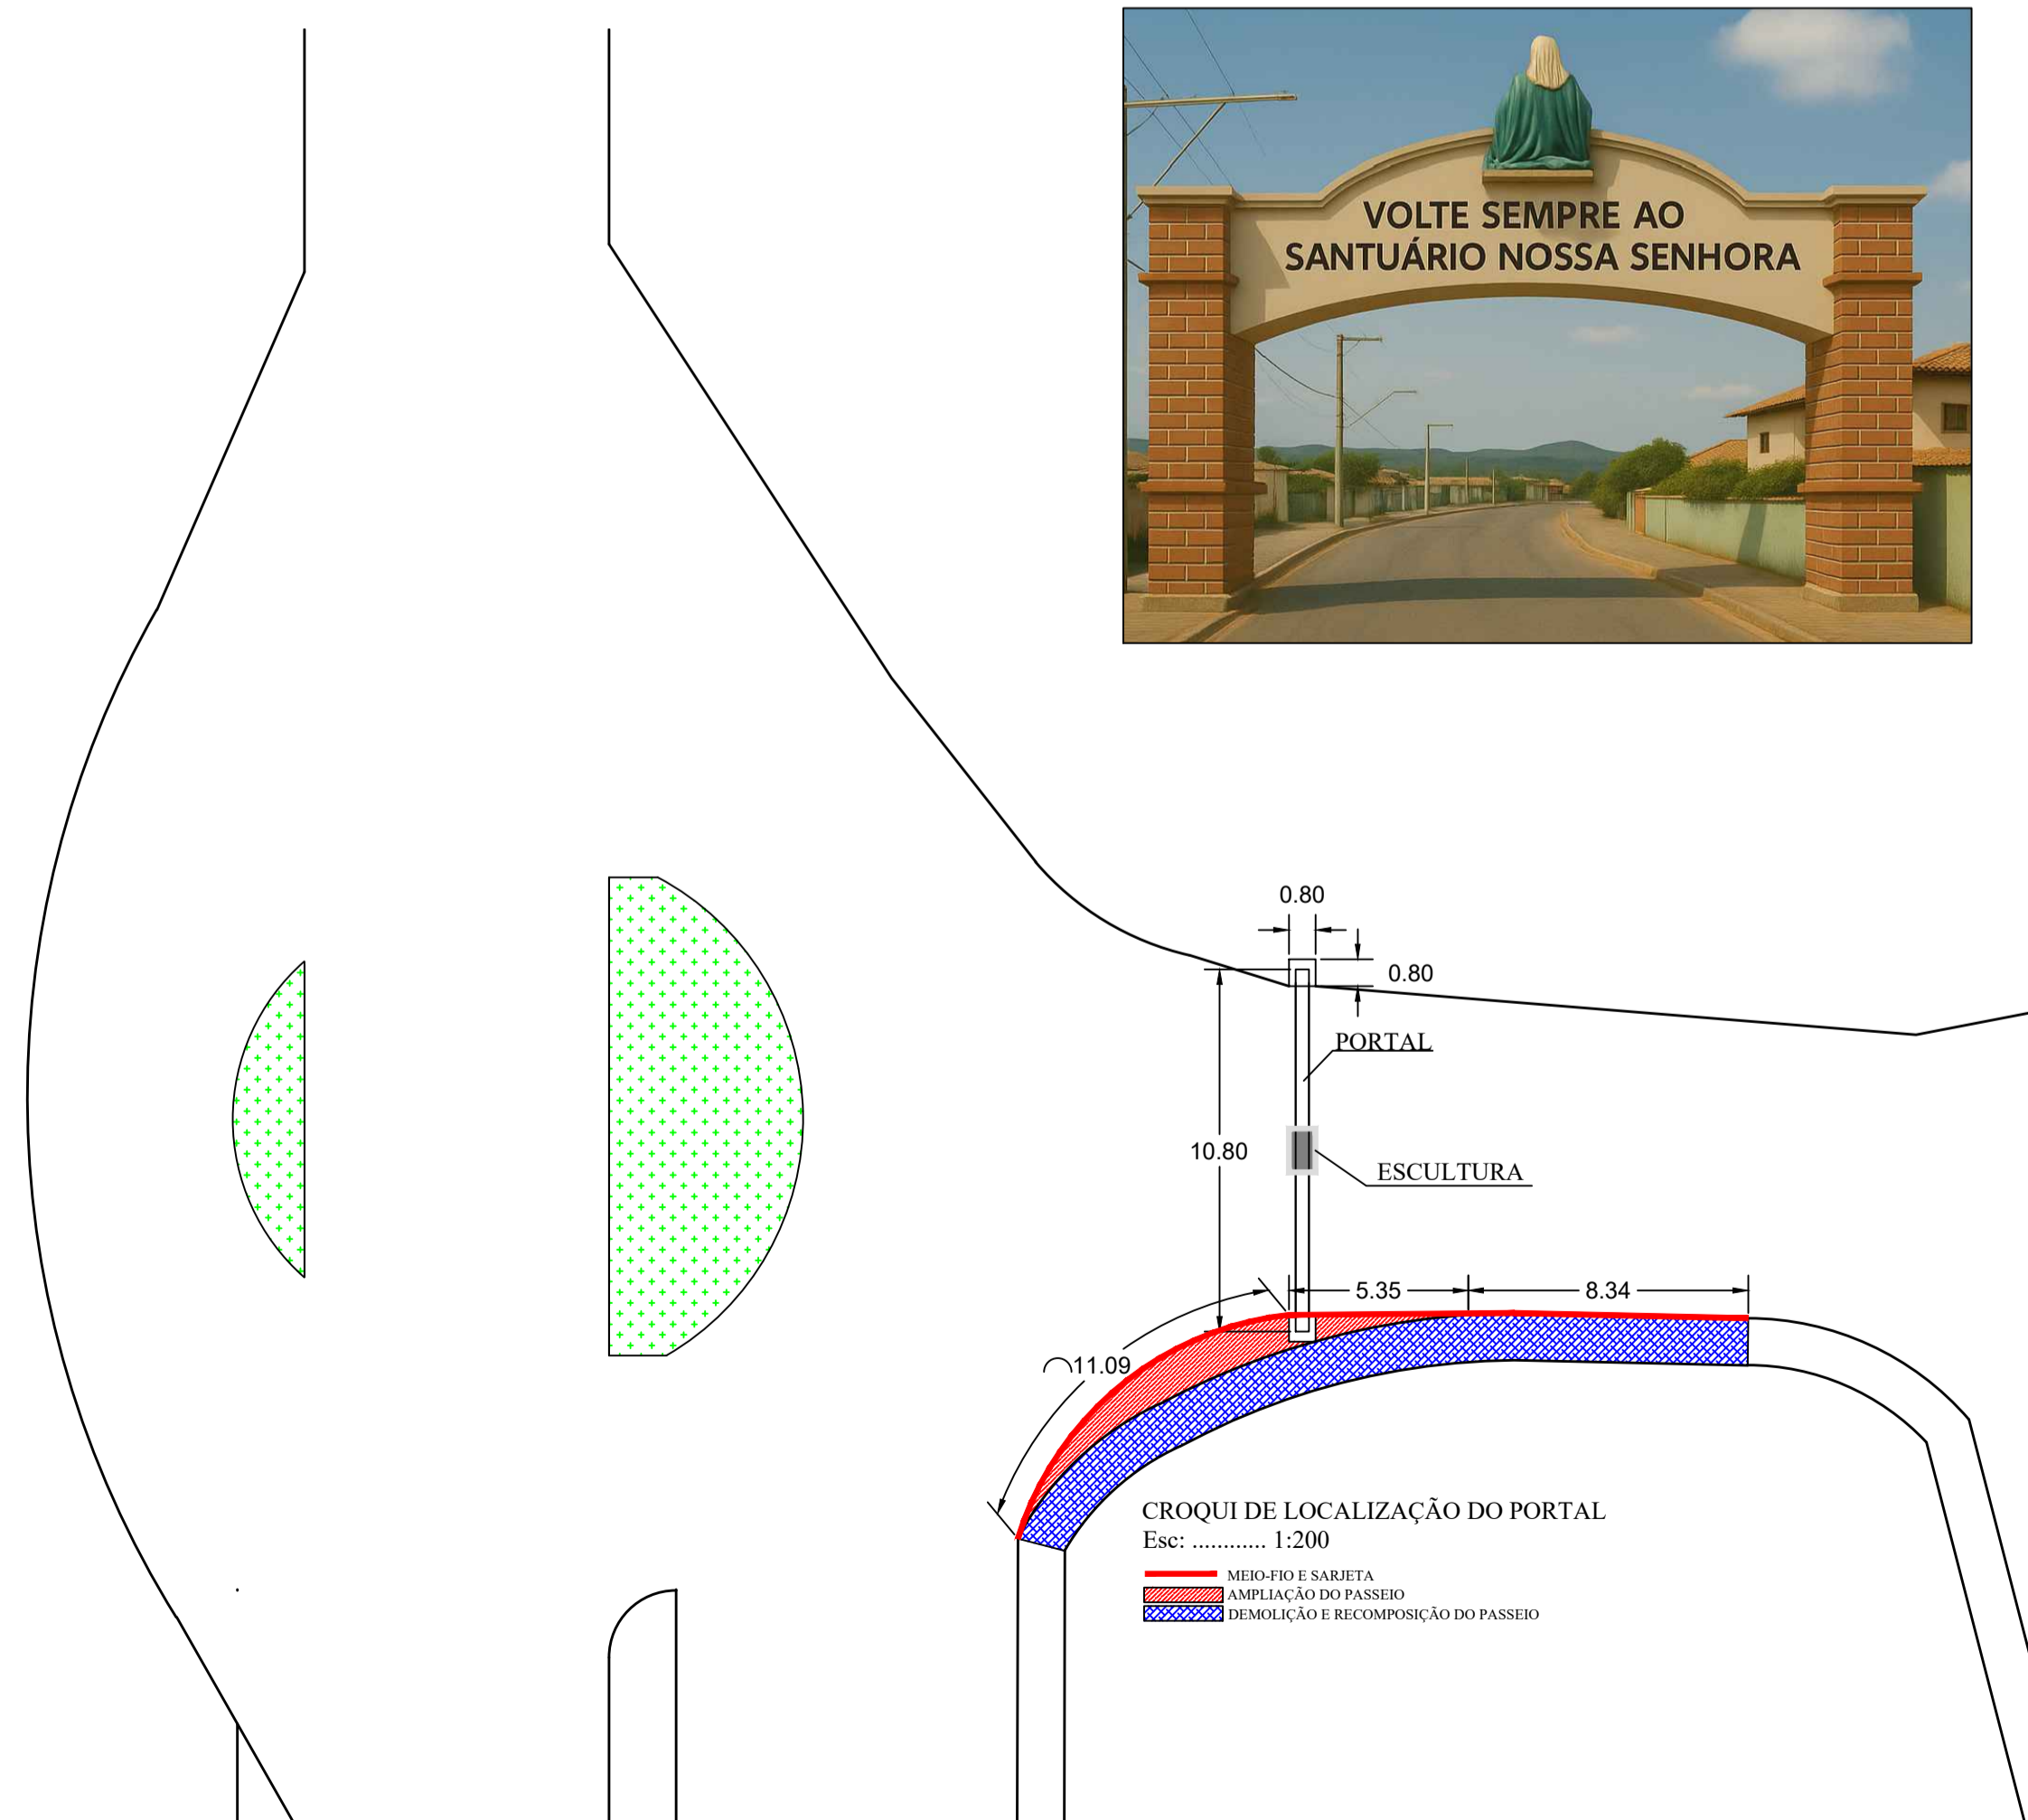 VOLTE SEMPRE AO
SANTUÁRIO NOSSA SENHORA
0.80
0.80
PORTAL
10.80
ESCULTURA
5.35
8.34
11.09
CROQUI DE LOCALIZAÇÃO DO PORTAL
Esc: ............ 1:200
MEIO-FIO E SARJETA
AMPLIAÇÃO DO PASSEIO
DEMOLIÇÃO E RECOMPOSIÇÃO DO PASSEIO